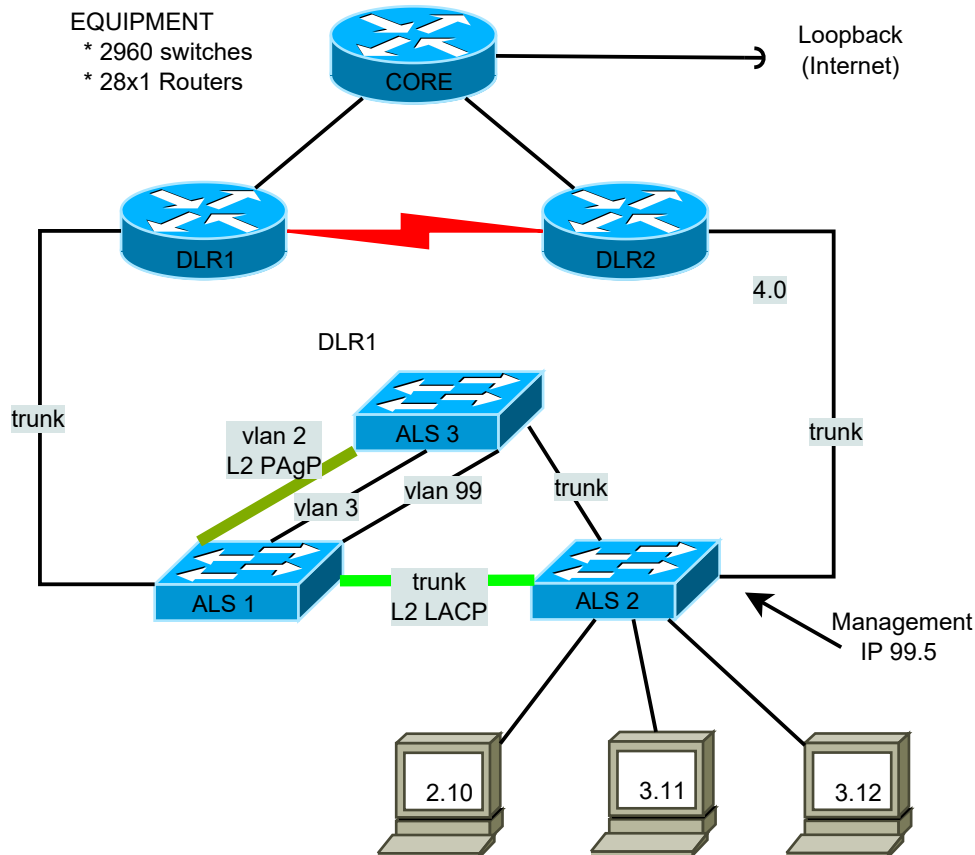 EQUIPMENT
* 2960 switches
* 28x1 Routers
CORE
Loopback
(Internet)
DLR1
DLR2
4.0
DLR1
trunk
ALS 3
vlan 2
L2 PAgP
vlan 3
vlan 99
trunk
trunk
ALS 1
trunk
L2 LACP
ALS 2
Management
IP 99.5
2.10
3.11
3.12